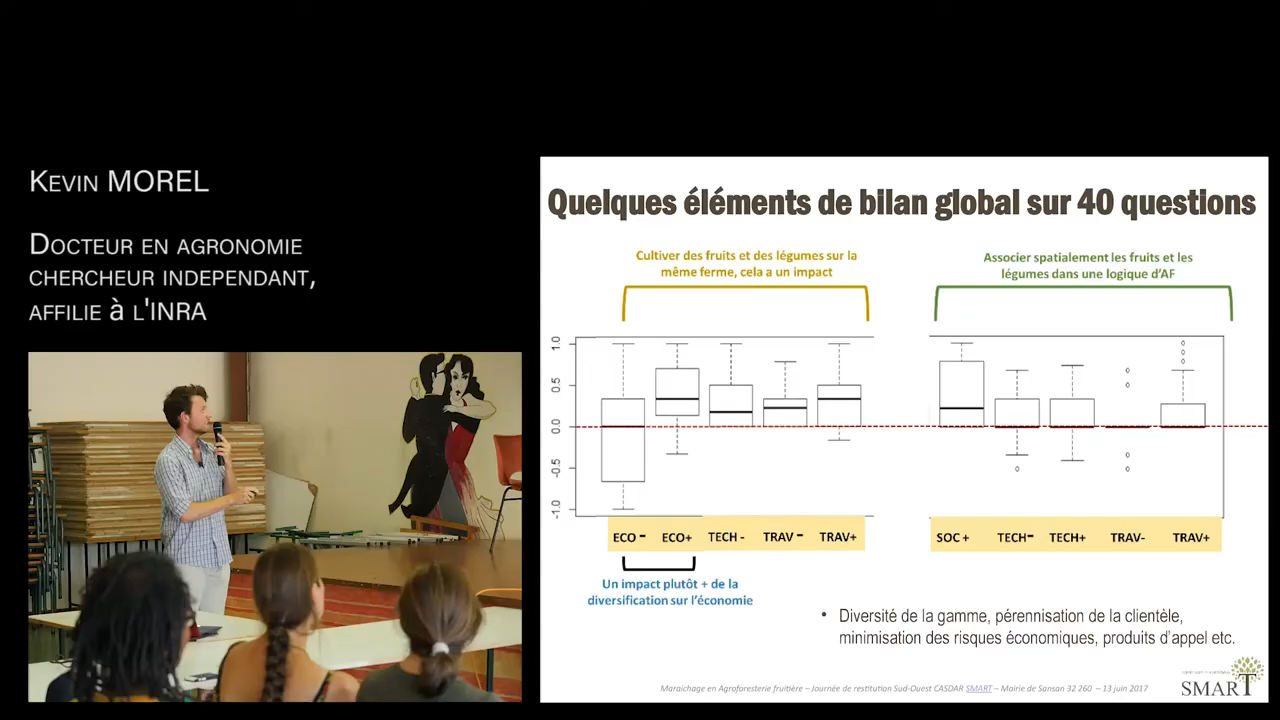 Kevin MOREL
Docteur en agronomie
chercheur independant,
affilie à l'INRA
Quelques éléments de bilan global sur 40 questions
Cultiver des fruits et des légumes sur la
même ferme, cela a un impact
Associer spatialement les fruits et les
légumes dans une logique d'AF
1.0
0.5
0.0
-0.5
-1.0
ECO - ECO+ TECH - TRAV - TRAV+
SOC + TECH- TECH+ TRAV- TRAV+
Un impact plutôt + de la
diversification sur l'économie
• Diversité de la gamme, pérennisation de la clientèle,
minimisation des risques économiques, produits d'appel etc.
Maraichage en Agroforesterie fruitière – Journée de restitution Sud-Ouest CASDAR SMART – Mairie de Sansan 32 260 – 13 juin 2017
SMART